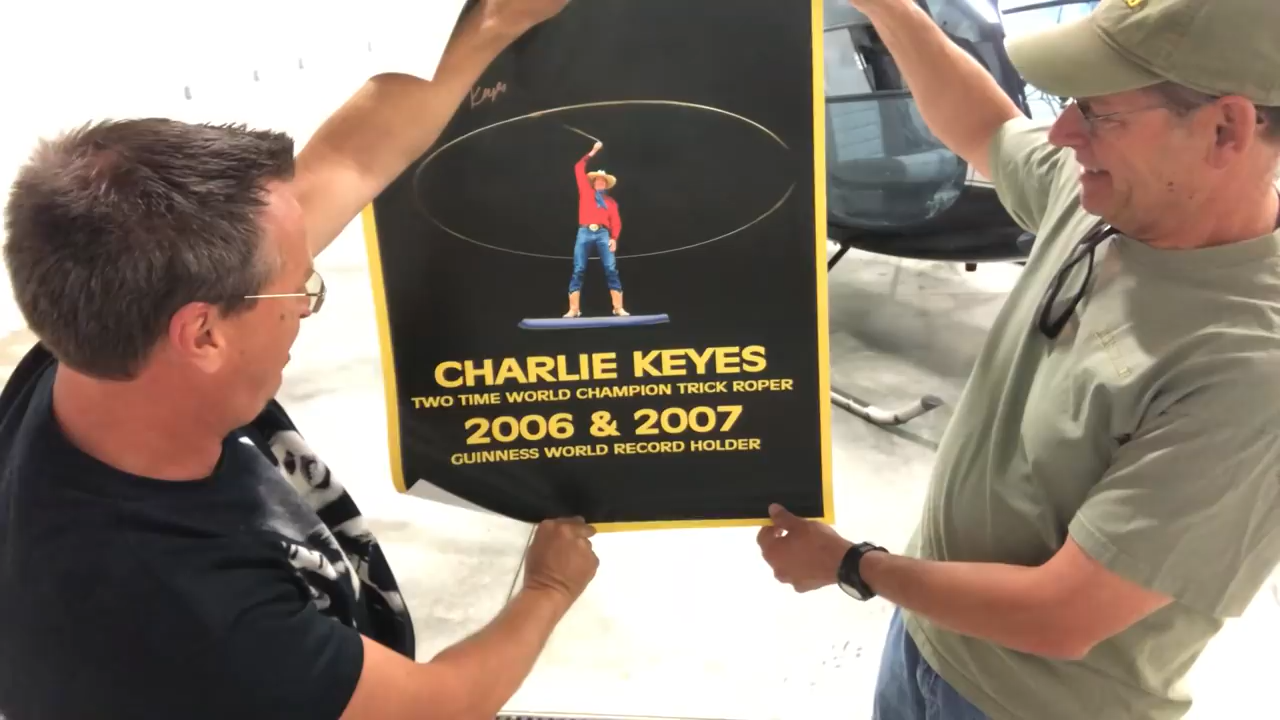 Keyes
CHARLIE KEYES
TWO TIME WORLD CHAMPION TRICK ROPER
2006 & 2007
GUINNESS WORLD RECORD HOLDER